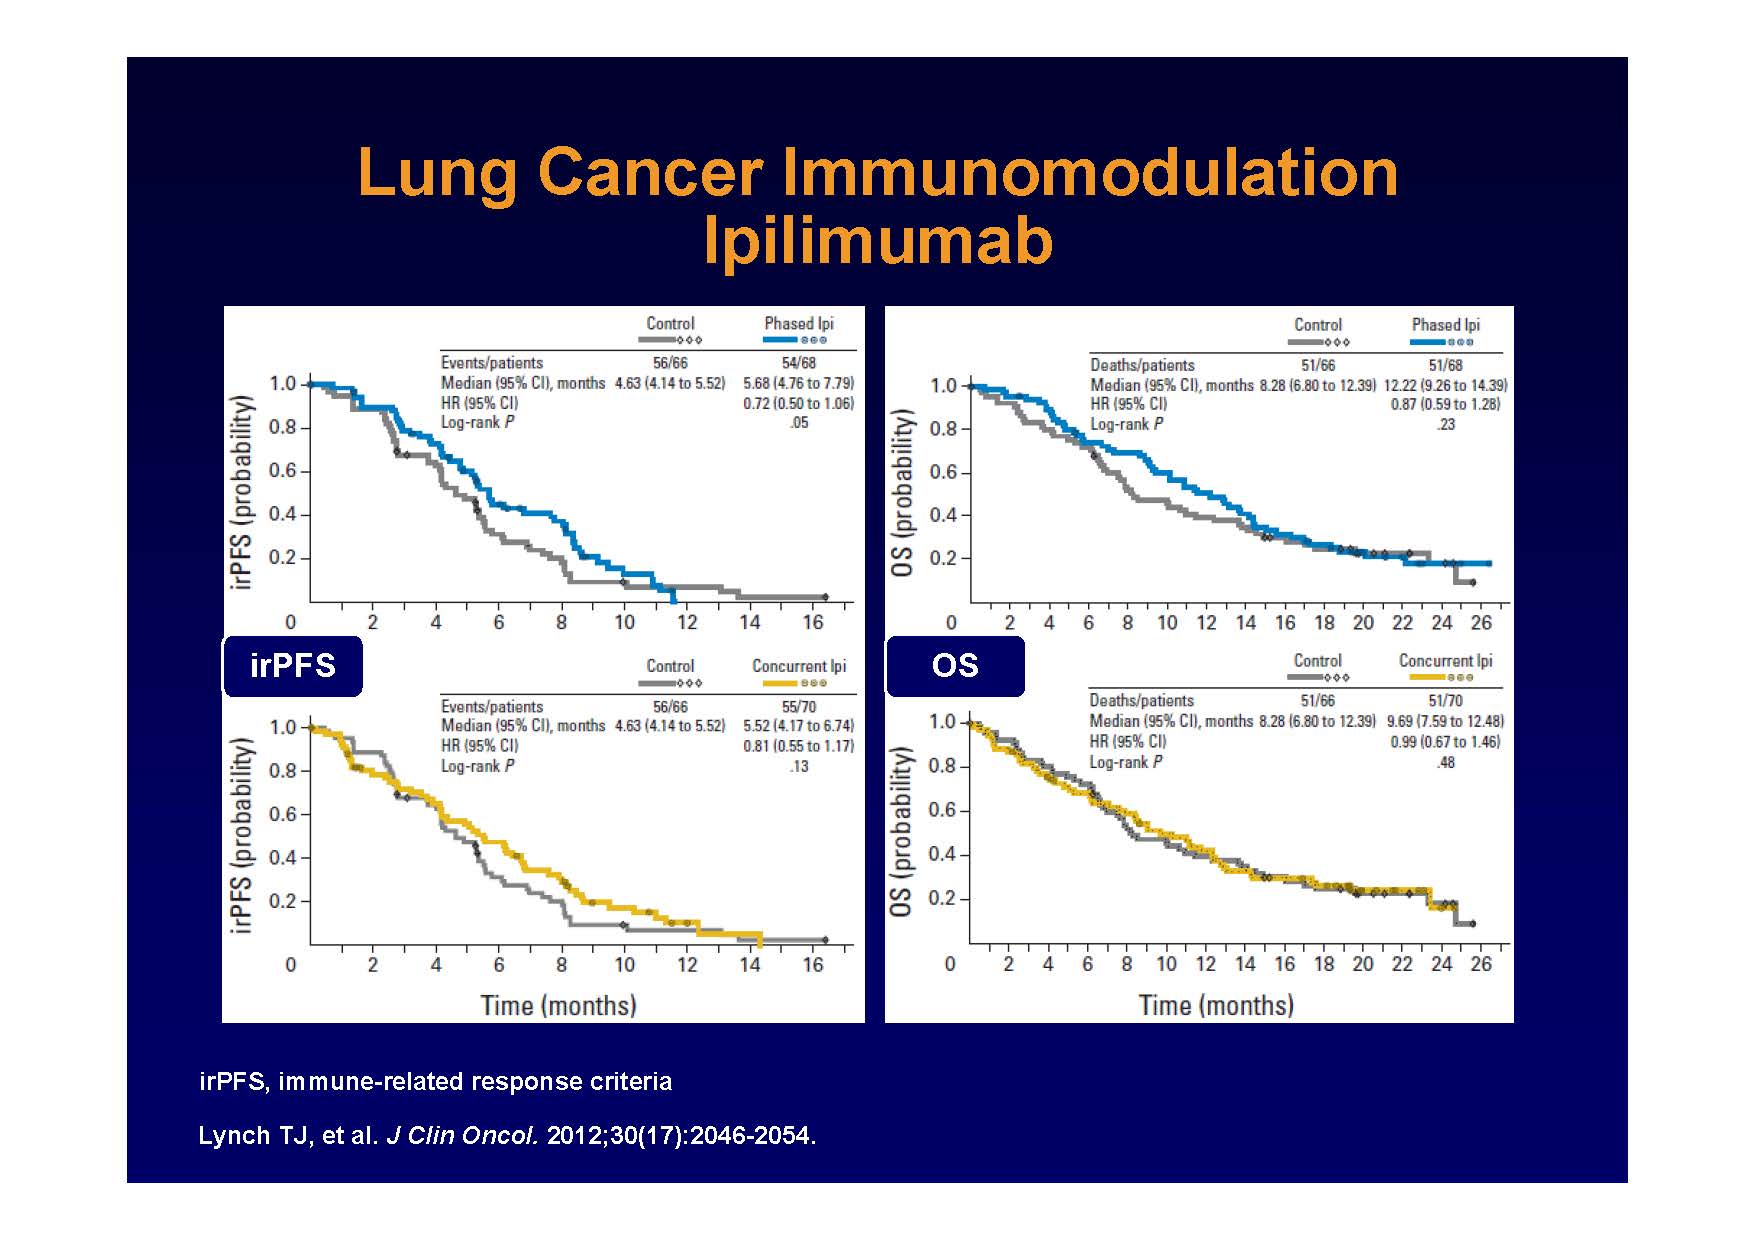 Lung Cancer Immunomodulation
Ipilimumab
Control Phased Ipi
Events/patients 56/66 54/68
Median (95% CI), months 4.63 (4.14 to 5.52) 5.68 (4.76 to 7.79)
HR (95% CI) 0.72 (0.50 to 1.06)
Log-rank P .05
irPFS (probability)
1.0
0.8
0.6
0.4
0.2
0 2 4 6 8 10 12 14 16
Control Phased Ipi
Deaths/patients 51/66 51/68
Median (95% CI), months 8.28 (6.80 to 12.39) 12.22 (9.26 to 14.39)
HR (95% CI) 0.87 (0.59 to 1.28)
Log-rank P .23
OS (probability)
1.0
0.8
0.6
0.4
0.2
0 2 4 6 8 10 12 14 16 18 20 22 24 26
irPFS
Control Concurrent Ipi
Events/patients 56/66 55/70
Median (95% CI), months 4.63 (4.14 to 5.52) 5.52 (4.17 to 6.74)
HR (95% CI) 0.81 (0.55 to 1.17)
Log-rank P .13
irPFS (probability)
1.0
0.8
0.6
0.4
0.2
0 2 4 6 8 10 12 14 16
Time (months)
OS
Control Concurrent Ipi
Deaths/patients 51/66 51/70
Median (95% CI), months 8.28 (6.80 to 12.39) 9.69 (7.59 to 12.48)
HR (95% CI) 0.99 (0.67 to 1.46)
Log-rank P .48
OS (probability)
1.0
0.8
0.6
0.4
0.2
0 2 4 6 8 10 12 14 16 18 20 22 24 26
Time (months)
irPFS, immune-related response criteria
Lynch TJ, et al. J Clin Oncol. 2012;30(17):2046-2054.